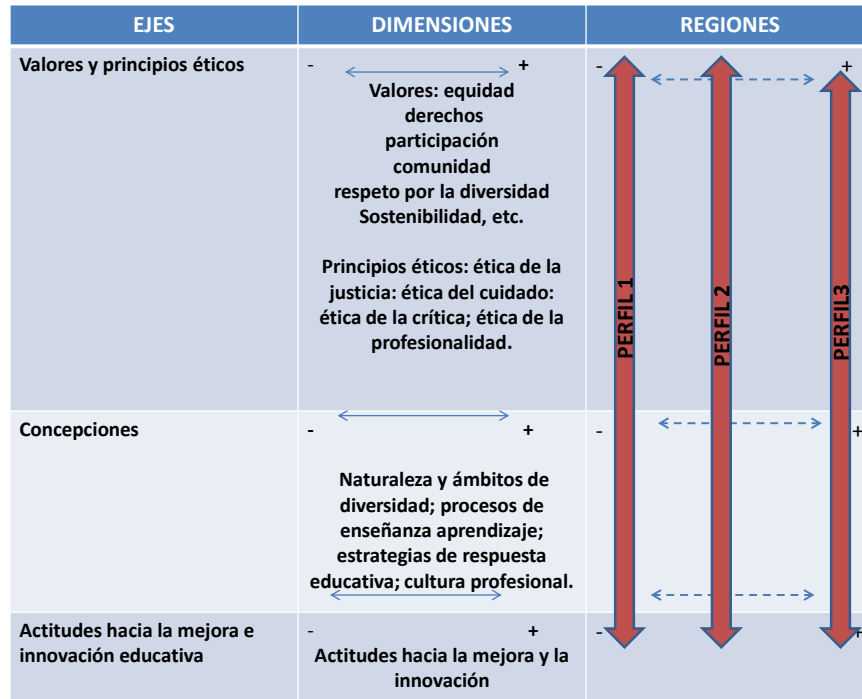 EJES
DIMENSIONES
REGIONES
Valores y principios éticos
- +
Valores: equidad
derechos
participación
comunidad
respeto por la diversidad
Sostenibilidad, etc.
Principios éticos: ética de la
justicia: ética del cuidado:
ética de la crítica; ética de la
profesionalidad.
- +
PERFIL 1
PERFIL 2
PERFIL3
Concepciones
- +
Naturaleza y ámbitos de
diversidad; procesos de
enseñanza aprendizaje;
estrategias de respuesta
educativa; cultura profesional.
- +
Actitudes hacia la mejora e
innovación educativa
- +
Actitudes hacia la mejora y la
innovación
- +